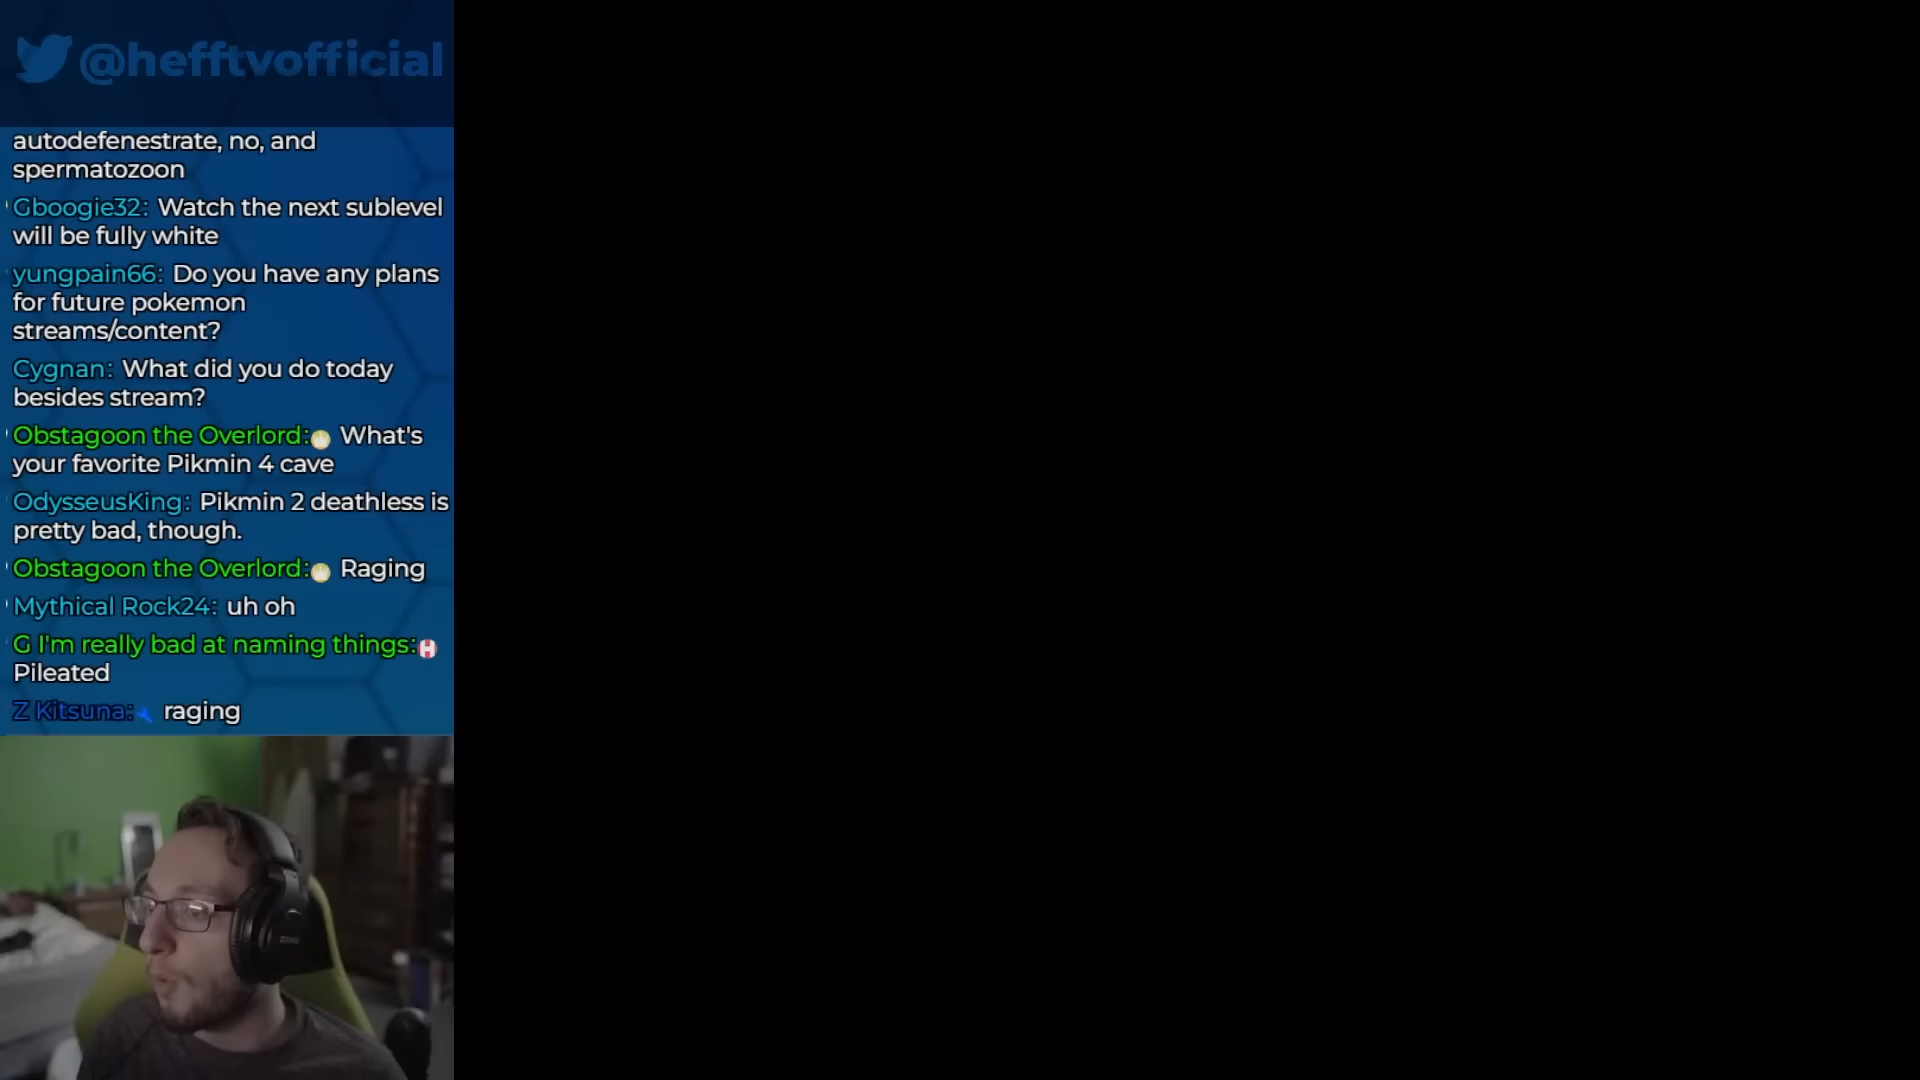 @hefftvofficial
autodefenestrate, no, and
spermatozoon
Gboogie32: Watch the next sublevel
will be fully white
yungpain66: Do you have any plans
for future pokemon
streams/content?
Cygnan: What did you do today
besides stream?
Obstagoon the Overlord: What's
your favorite Pikmin 4 cave
OdysseusKing: Pikmin 2 deathless is
pretty bad, though.
Obstagoon the Overlord: Raging
Mythical Rock24: uh oh
G I'm really bad at naming things:
Pileated
Z Kitsuna: raging